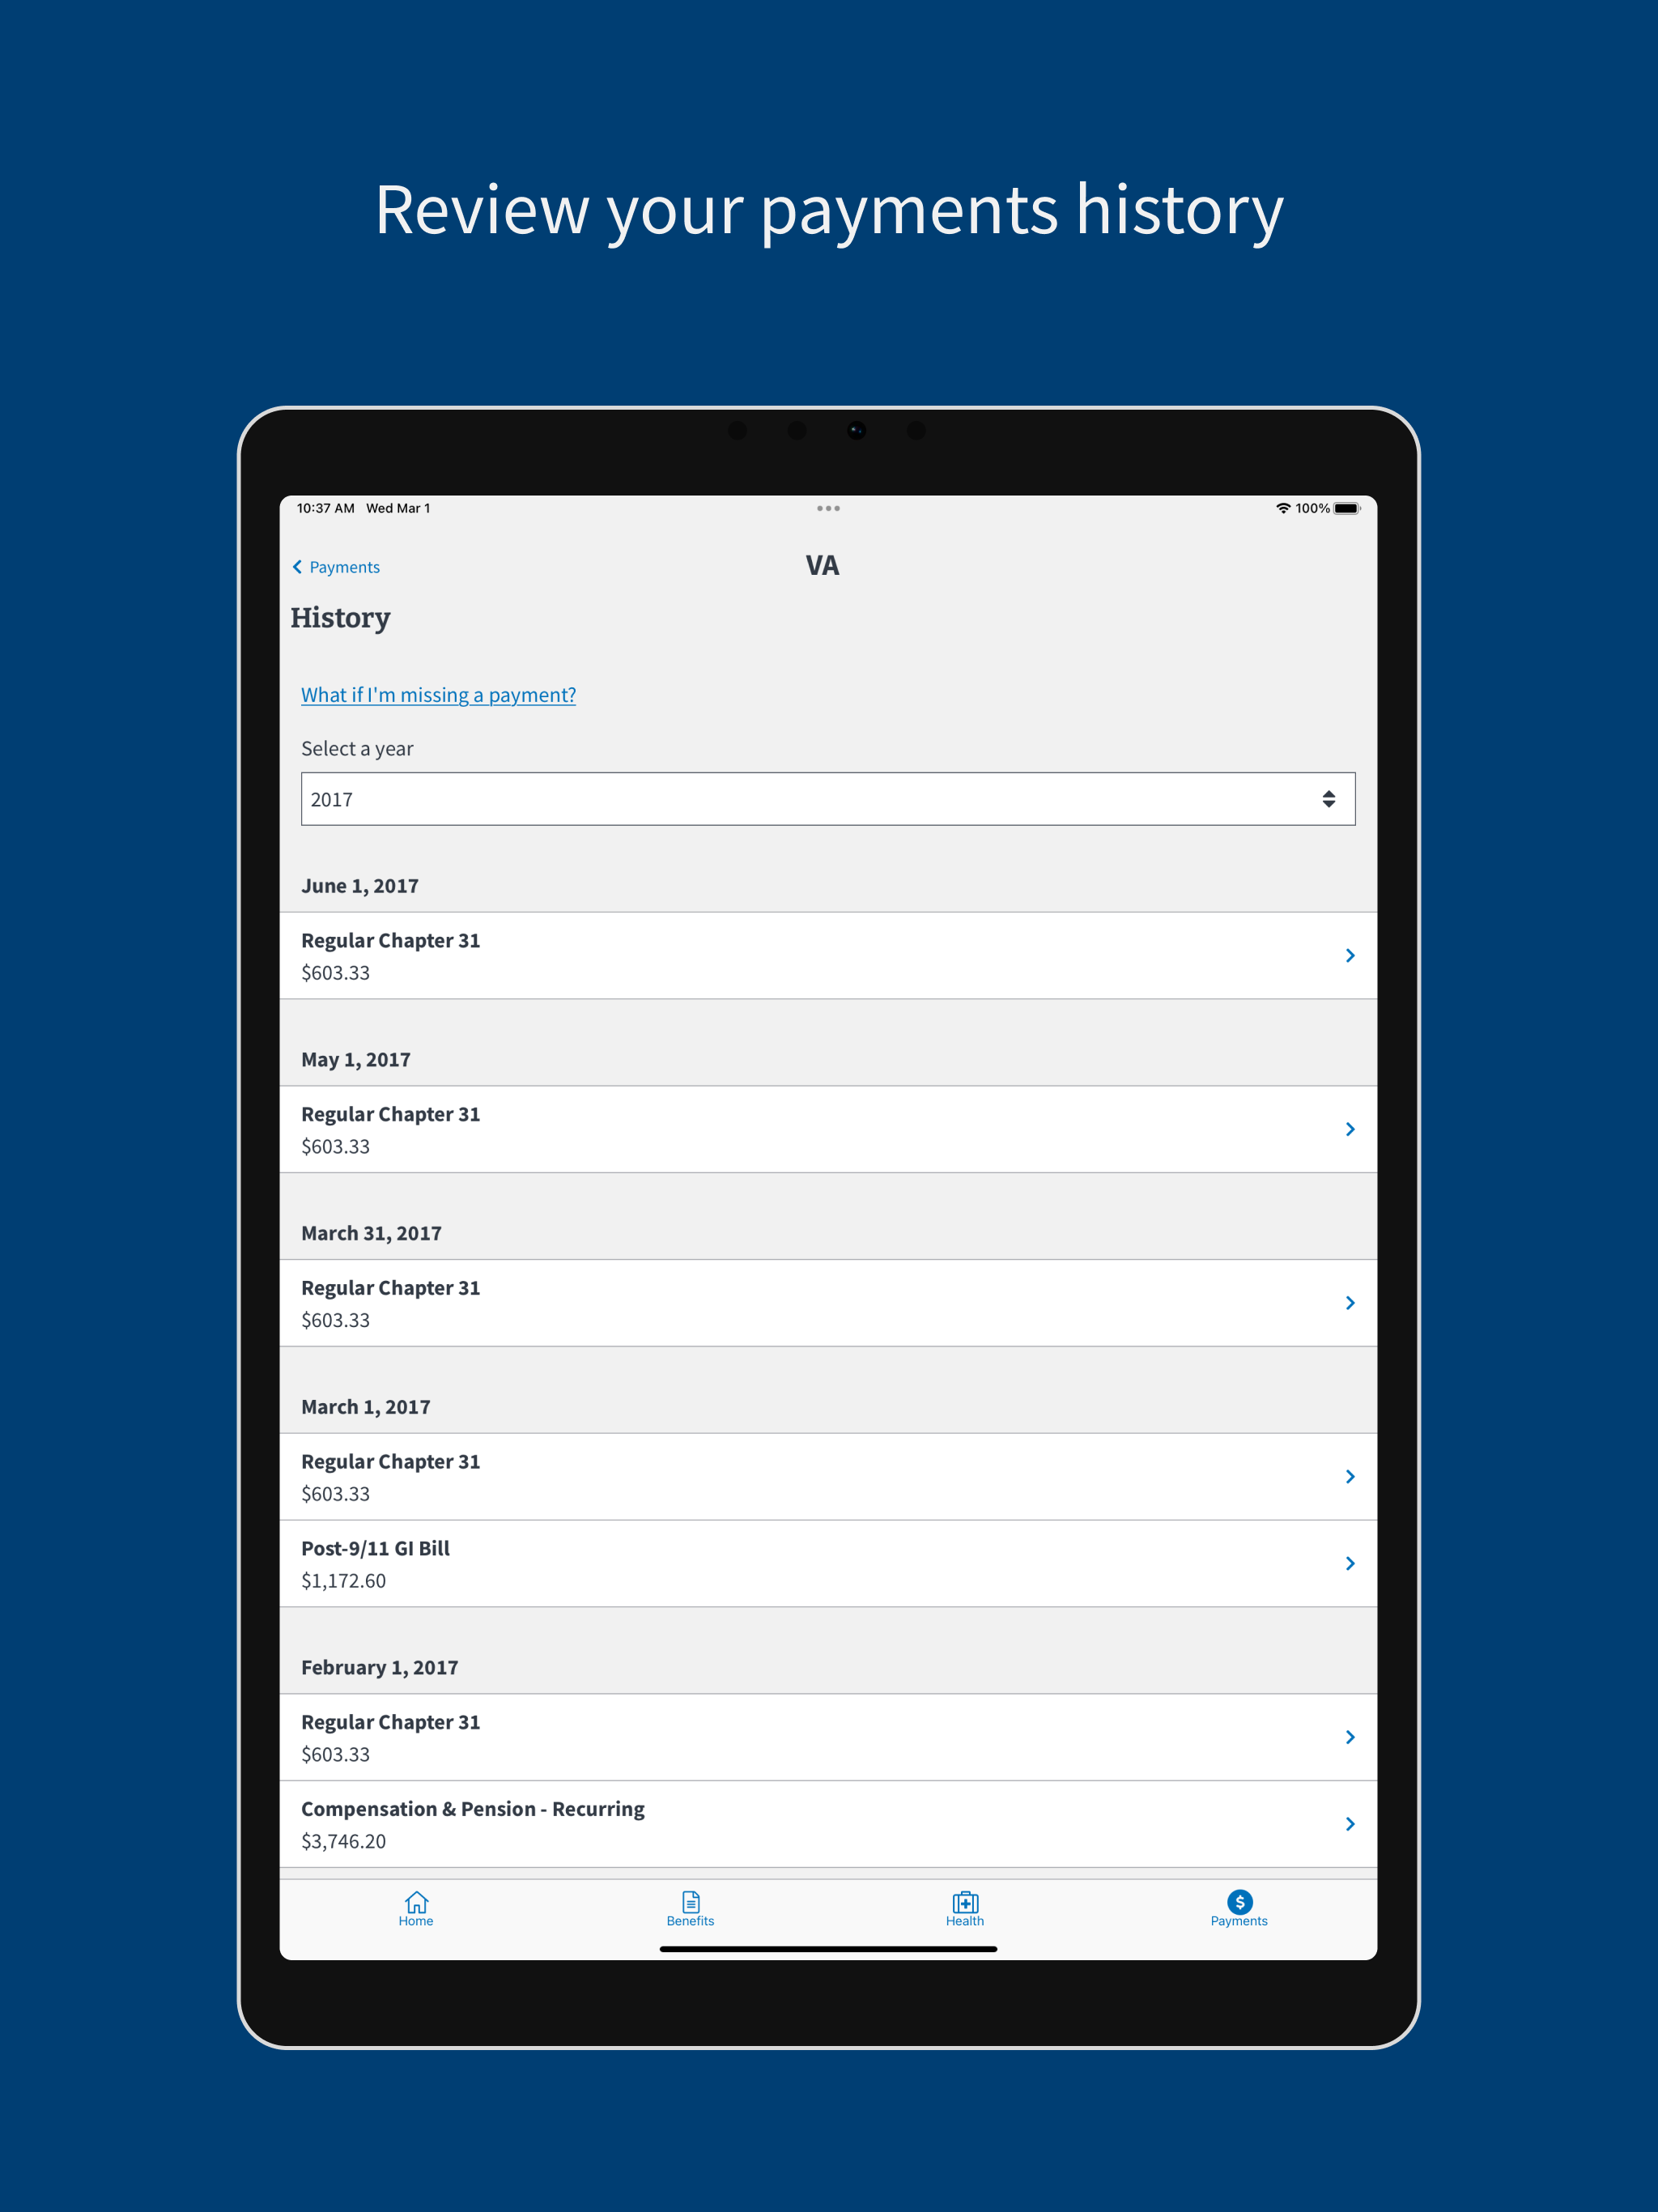 Review your payments history
10:37 AM Wed Mar 1
100%
Payments
VA
History
What if I'm missing a payment?
Select a year
2017
June 1, 2017
Regular Chapter 31
$603.33
May 1, 2017
Regular Chapter 31
$603.33
March 31, 2017
Regular Chapter 31
$603.33
March 1, 2017
Regular Chapter 31
$603.33
Post-9/11 GI Bill
$1,172.60
February 1, 2017
Regular Chapter 31
$603.33
Compensation & Pension - Recurring
$3,746.20
Home
Benefits
Health
$
Payments